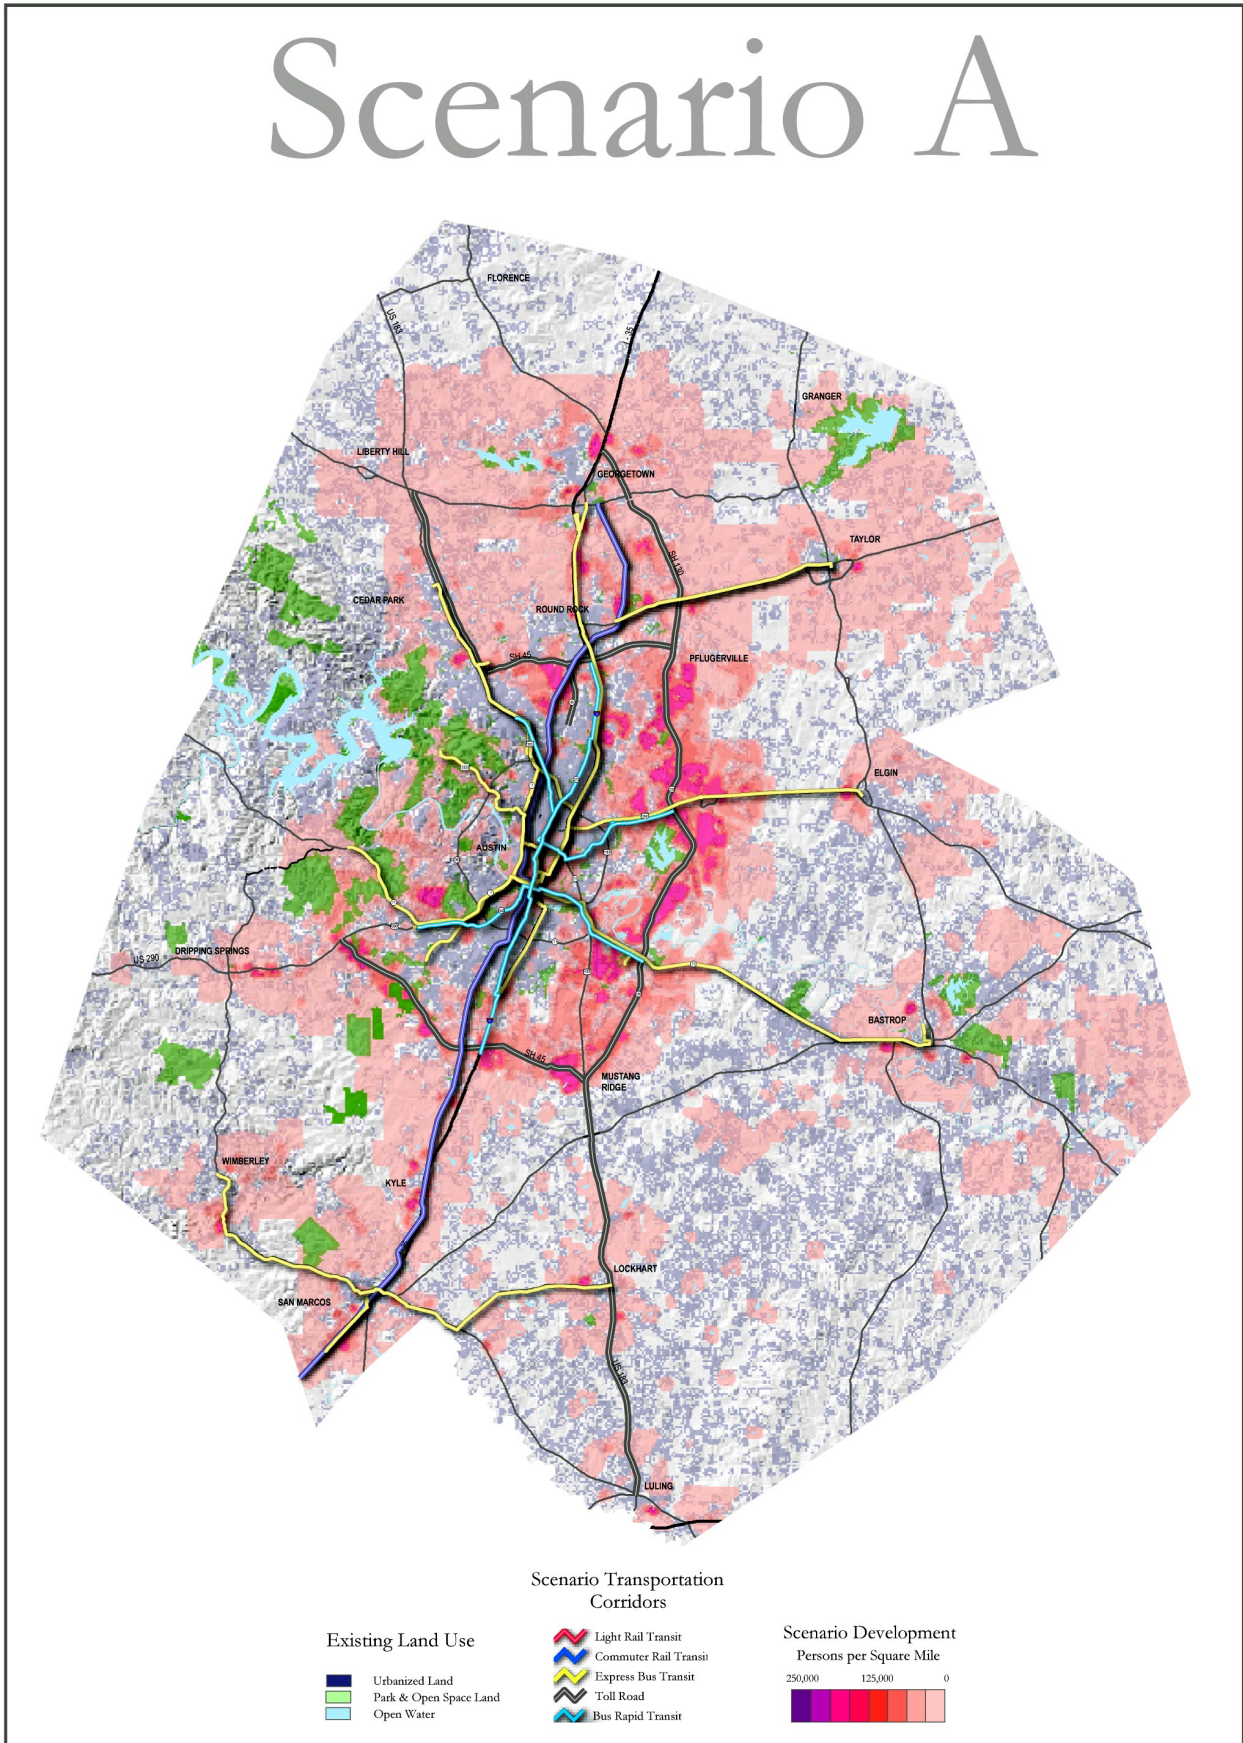 Scenario A
FLORENCE
US 183
I - 35
GRANGER
LIBERTY HILL
GEORGETOWN
TAYLOR
SH 130
CEDAR PARK
ROUND ROCK
SH 45
PFLUGERVILLE
ELGIN
AUSTIN
DRIPPING SPRINGS
US 290
BASTROP
SH 45
MUSTANG
RIDGE
WIMBERLEY
KYLE
LOCKHART
SAN MARCOS
US 183
LULING
Scenario Transportation
Corridors
Existing Land Use
Urbanized Land
Park & Open Space Land
Open Water
Light Rail Transit
Commuter Rail Transit
Express Bus Transit
Toll Road
Bus Rapid Transit
Scenario Development
Persons per Square Mile
250,000 125,000 0